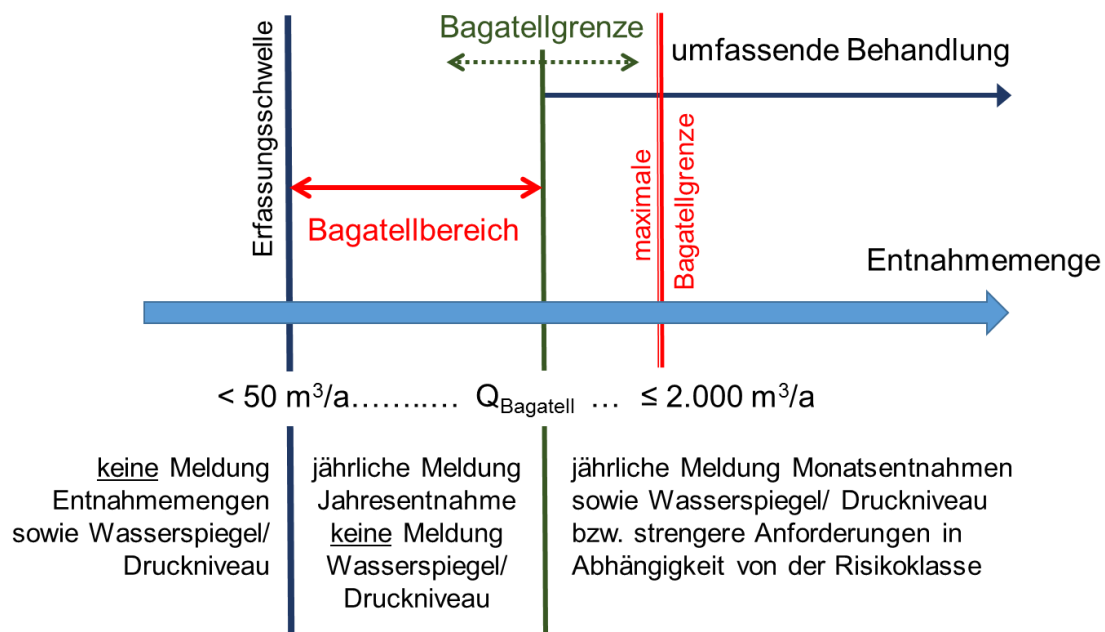 Bagatellgrenze
umfassende Behandlung
Erfassungsschwelle
maximale
Bagatellgrenze
Bagatellbereich
Entnahmemenge
< 50 m³/a……..… Q_Bagatell … ≤ 2.000 m³/a
keine Meldung
Entnahmemengen
sowie Wasserspiegel/
Druckniveau
jährliche Meldung
Jahresentnahme
keine Meldung
Wasserspiegel/
Druckniveau
jährliche Meldung Monatsentnahmen
sowie Wasserspiegel/ Druckniveau
bzw. strengere Anforderungen in
Abhängigkeit von der Risikoklasse